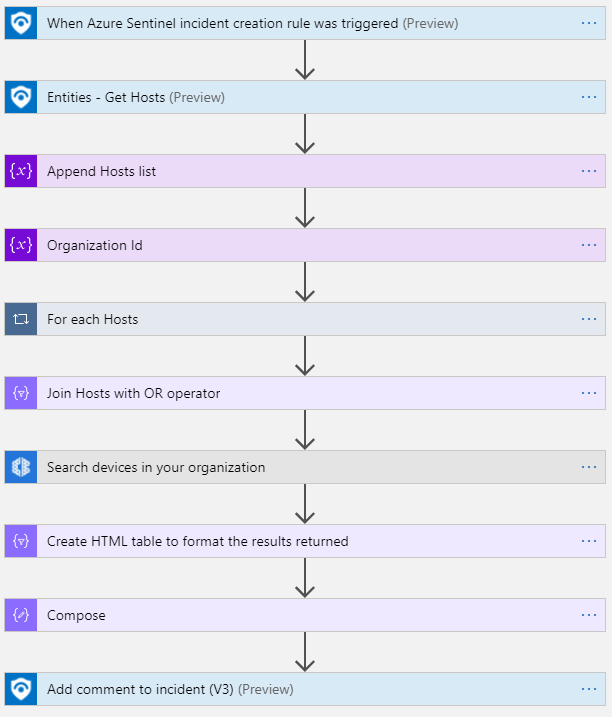 When Azure Sentinel incident creation rule was triggered (Preview)
Entities - Get Hosts (Preview)
{x} Append Hosts list
{x} Organization Id
For each Hosts
Join Hosts with OR operator
Search devices in your organization
Create HTML table to format the results returned
Compose
Add comment to incident (V3) (Preview)